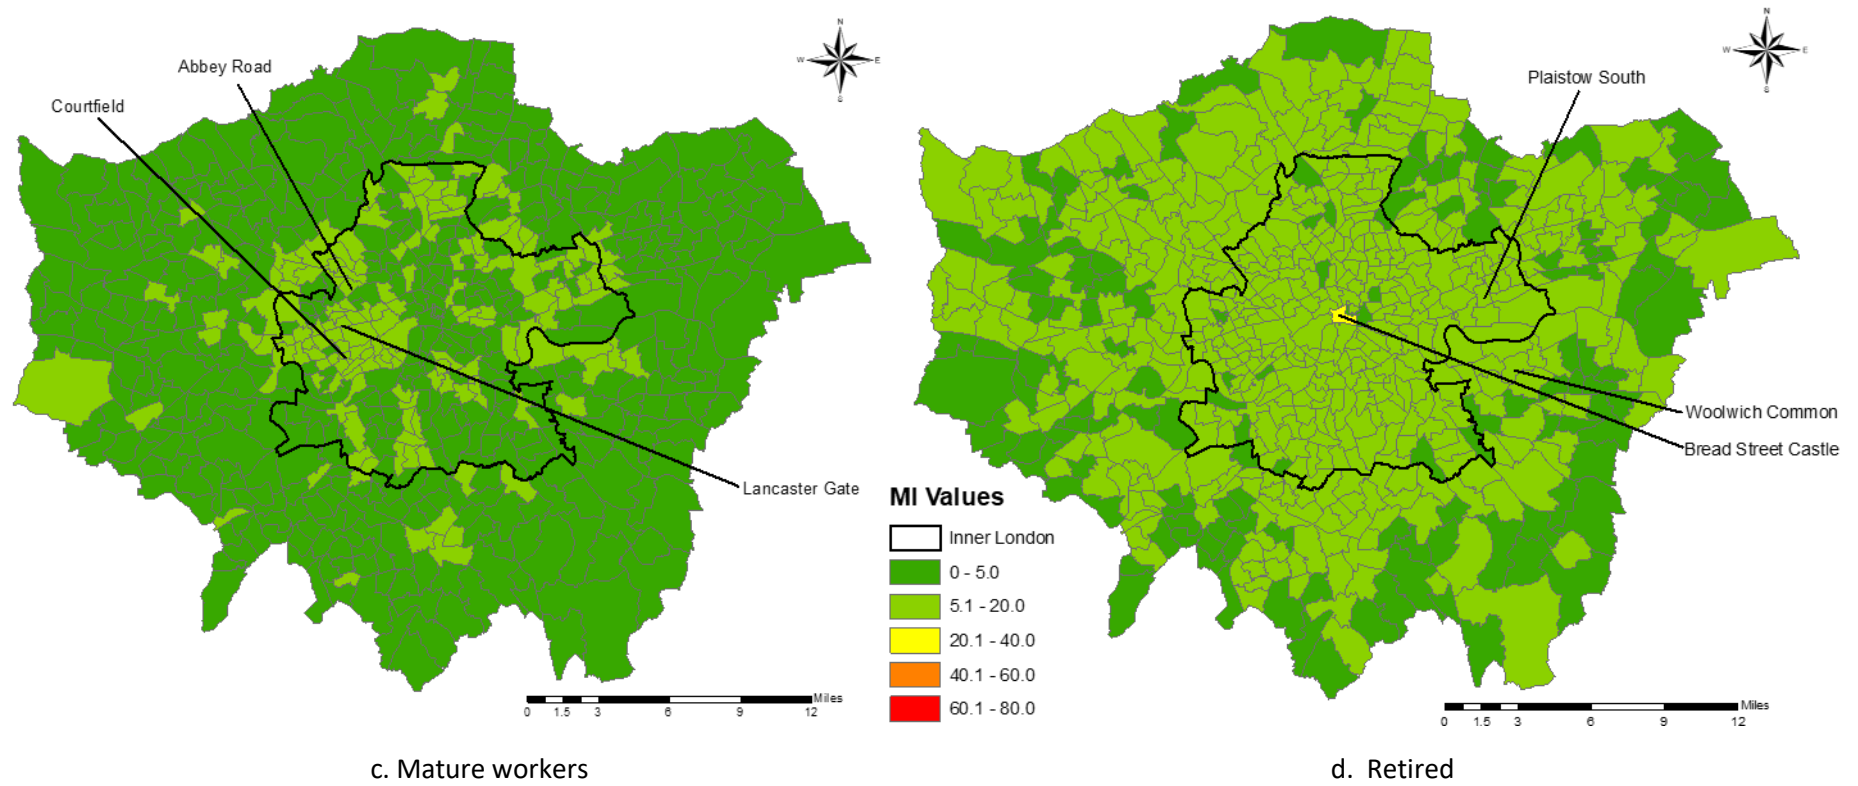 N
W E
S
Abbey Road
Courtfield
Lancaster Gate
0 1.5 3 6 9 12 Miles
c. Mature workers
MI Values
Inner London
0 - 5.0
5.1 - 20.0
20.1 - 40.0
40.1 - 60.0
60.1 - 80.0
N
W E
S
Plaistow South
Woolwich Common
Bread Street Castle
0 1.5 3 6 9 12 Miles
d. Retired